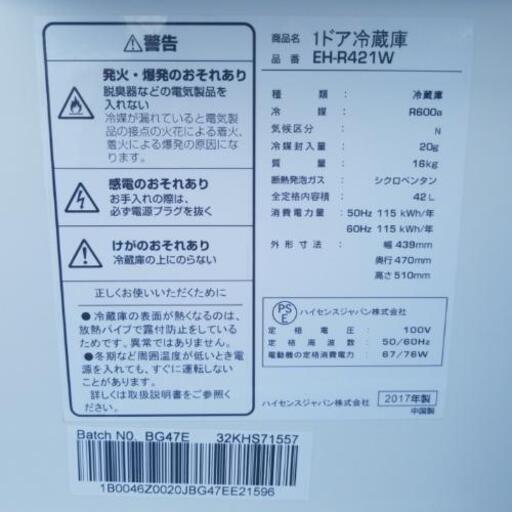 警告
発火・爆発のおそれあり
脱臭器などの電気製品を
入れない
冷媒が漏れていると電気製
品の接点の火花による着火、
着火による爆発の原因に
なります。
感電のおそれあり
お手入れの際は、
必ず電源プラグを抜く
けがのおそれあり
冷蔵庫の上にのらない
正しくお使いいただくために
●冷蔵庫の表面が熱くなるのは、
放熱パイプで露付防止をしている
ためです。異常ではありません。
●冬期など周囲温度が低いとき電
源を入れても、すぐに運転しない
ことがあります。
詳しくは取扱説明書をご覧ください。
商品名 1ドア冷蔵庫
品番 EH-R421W
種類: 冷蔵庫
冷媒: R600a
気候区分: N
冷媒封入量: 20g
質量: 16kg
断熱発泡ガス: シクロペンタン
全定格内容積: 42L
消費電力量: 50Hz 115 kWh/年
60Hz 115 kWh/年
外形寸法: 幅 439mm
奥行 470mm
高さ 510mm
PSE ハイセンスジャパン株式会社
定格電圧: 100V
定格周波数: 50/60Hz
電動機の定格消費電力: 67/76W
ハイセンスジャパン株式会社 2017年製
中国製
Batch NO. BG47E 32KHS71557
1B0046Z0020JBG47EE21596